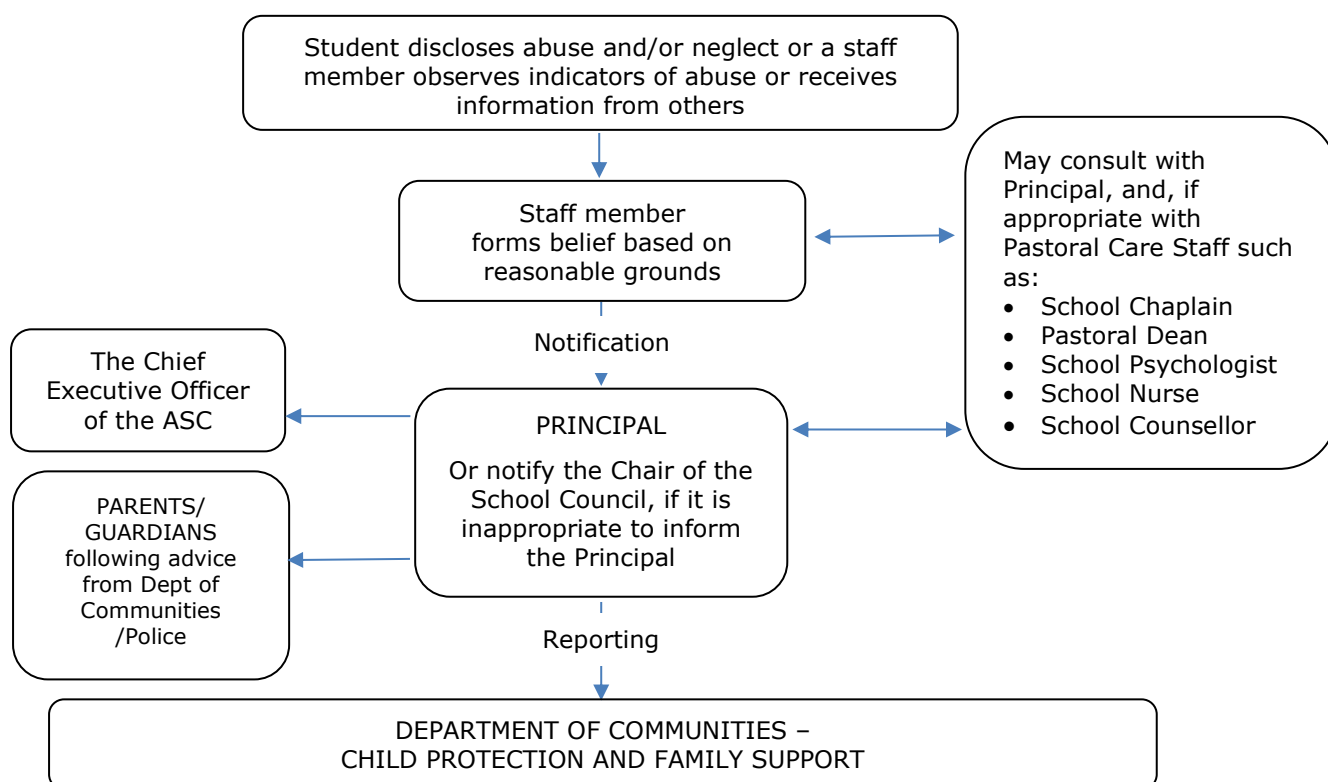 Student discloses abuse and/or neglect or a staff
member observes indicators of abuse or receives
information from others
May consult with
Principal, and, if
appropriate with
Pastoral Care Staff such
as:
• School Chaplain
• Pastoral Dean
• School Psychologist
• School Nurse
• School Counsellor
Staff member
forms belief based on
reasonable grounds
Notification
The Chief
Executive Officer
of the ASC
PRINCIPAL
Or notify the Chair of the
School Council, if it is
inappropriate to inform
the Principal
PARENTS/
GUARDIANS
following advice
from Dept of
Communities
/Police
Reporting
DEPARTMENT OF COMMUNITIES –
CHILD PROTECTION AND FAMILY SUPPORT